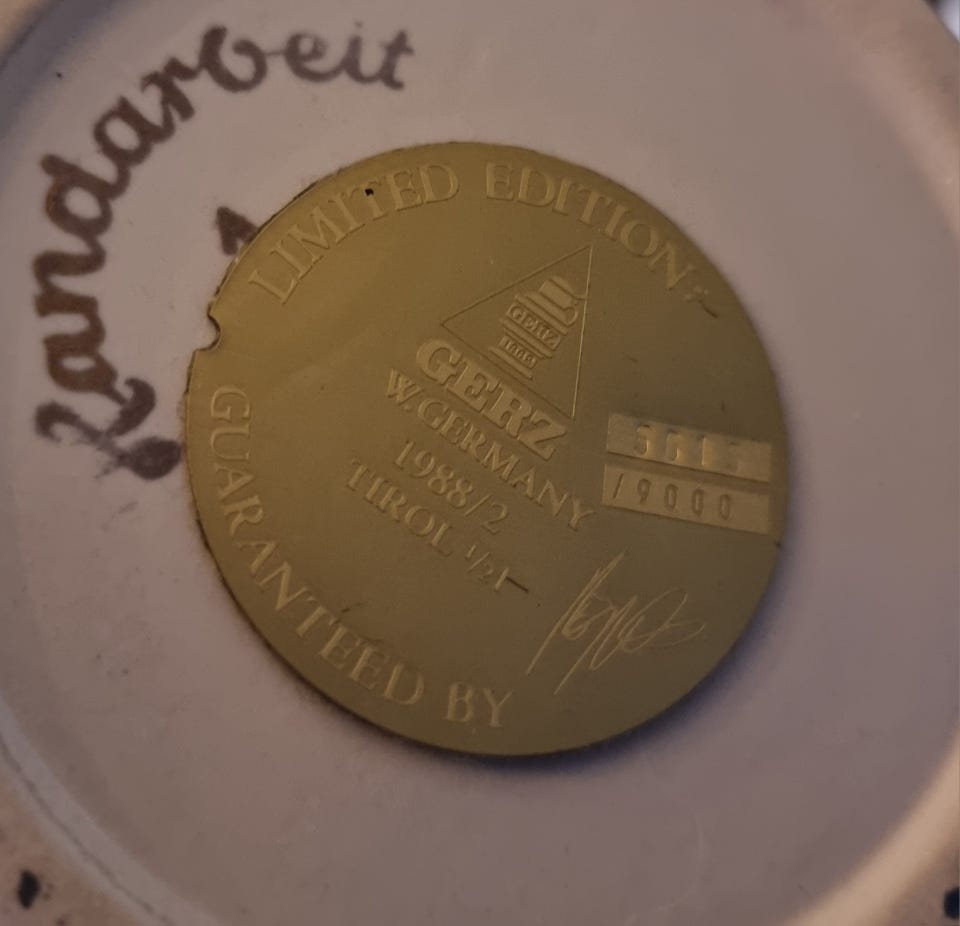 Handarbeit
LIMITED EDITION:
GERZ
GERZ
W. GERMANY
1988/2
TIROL ½ l
/9000
GUARANTEED BY